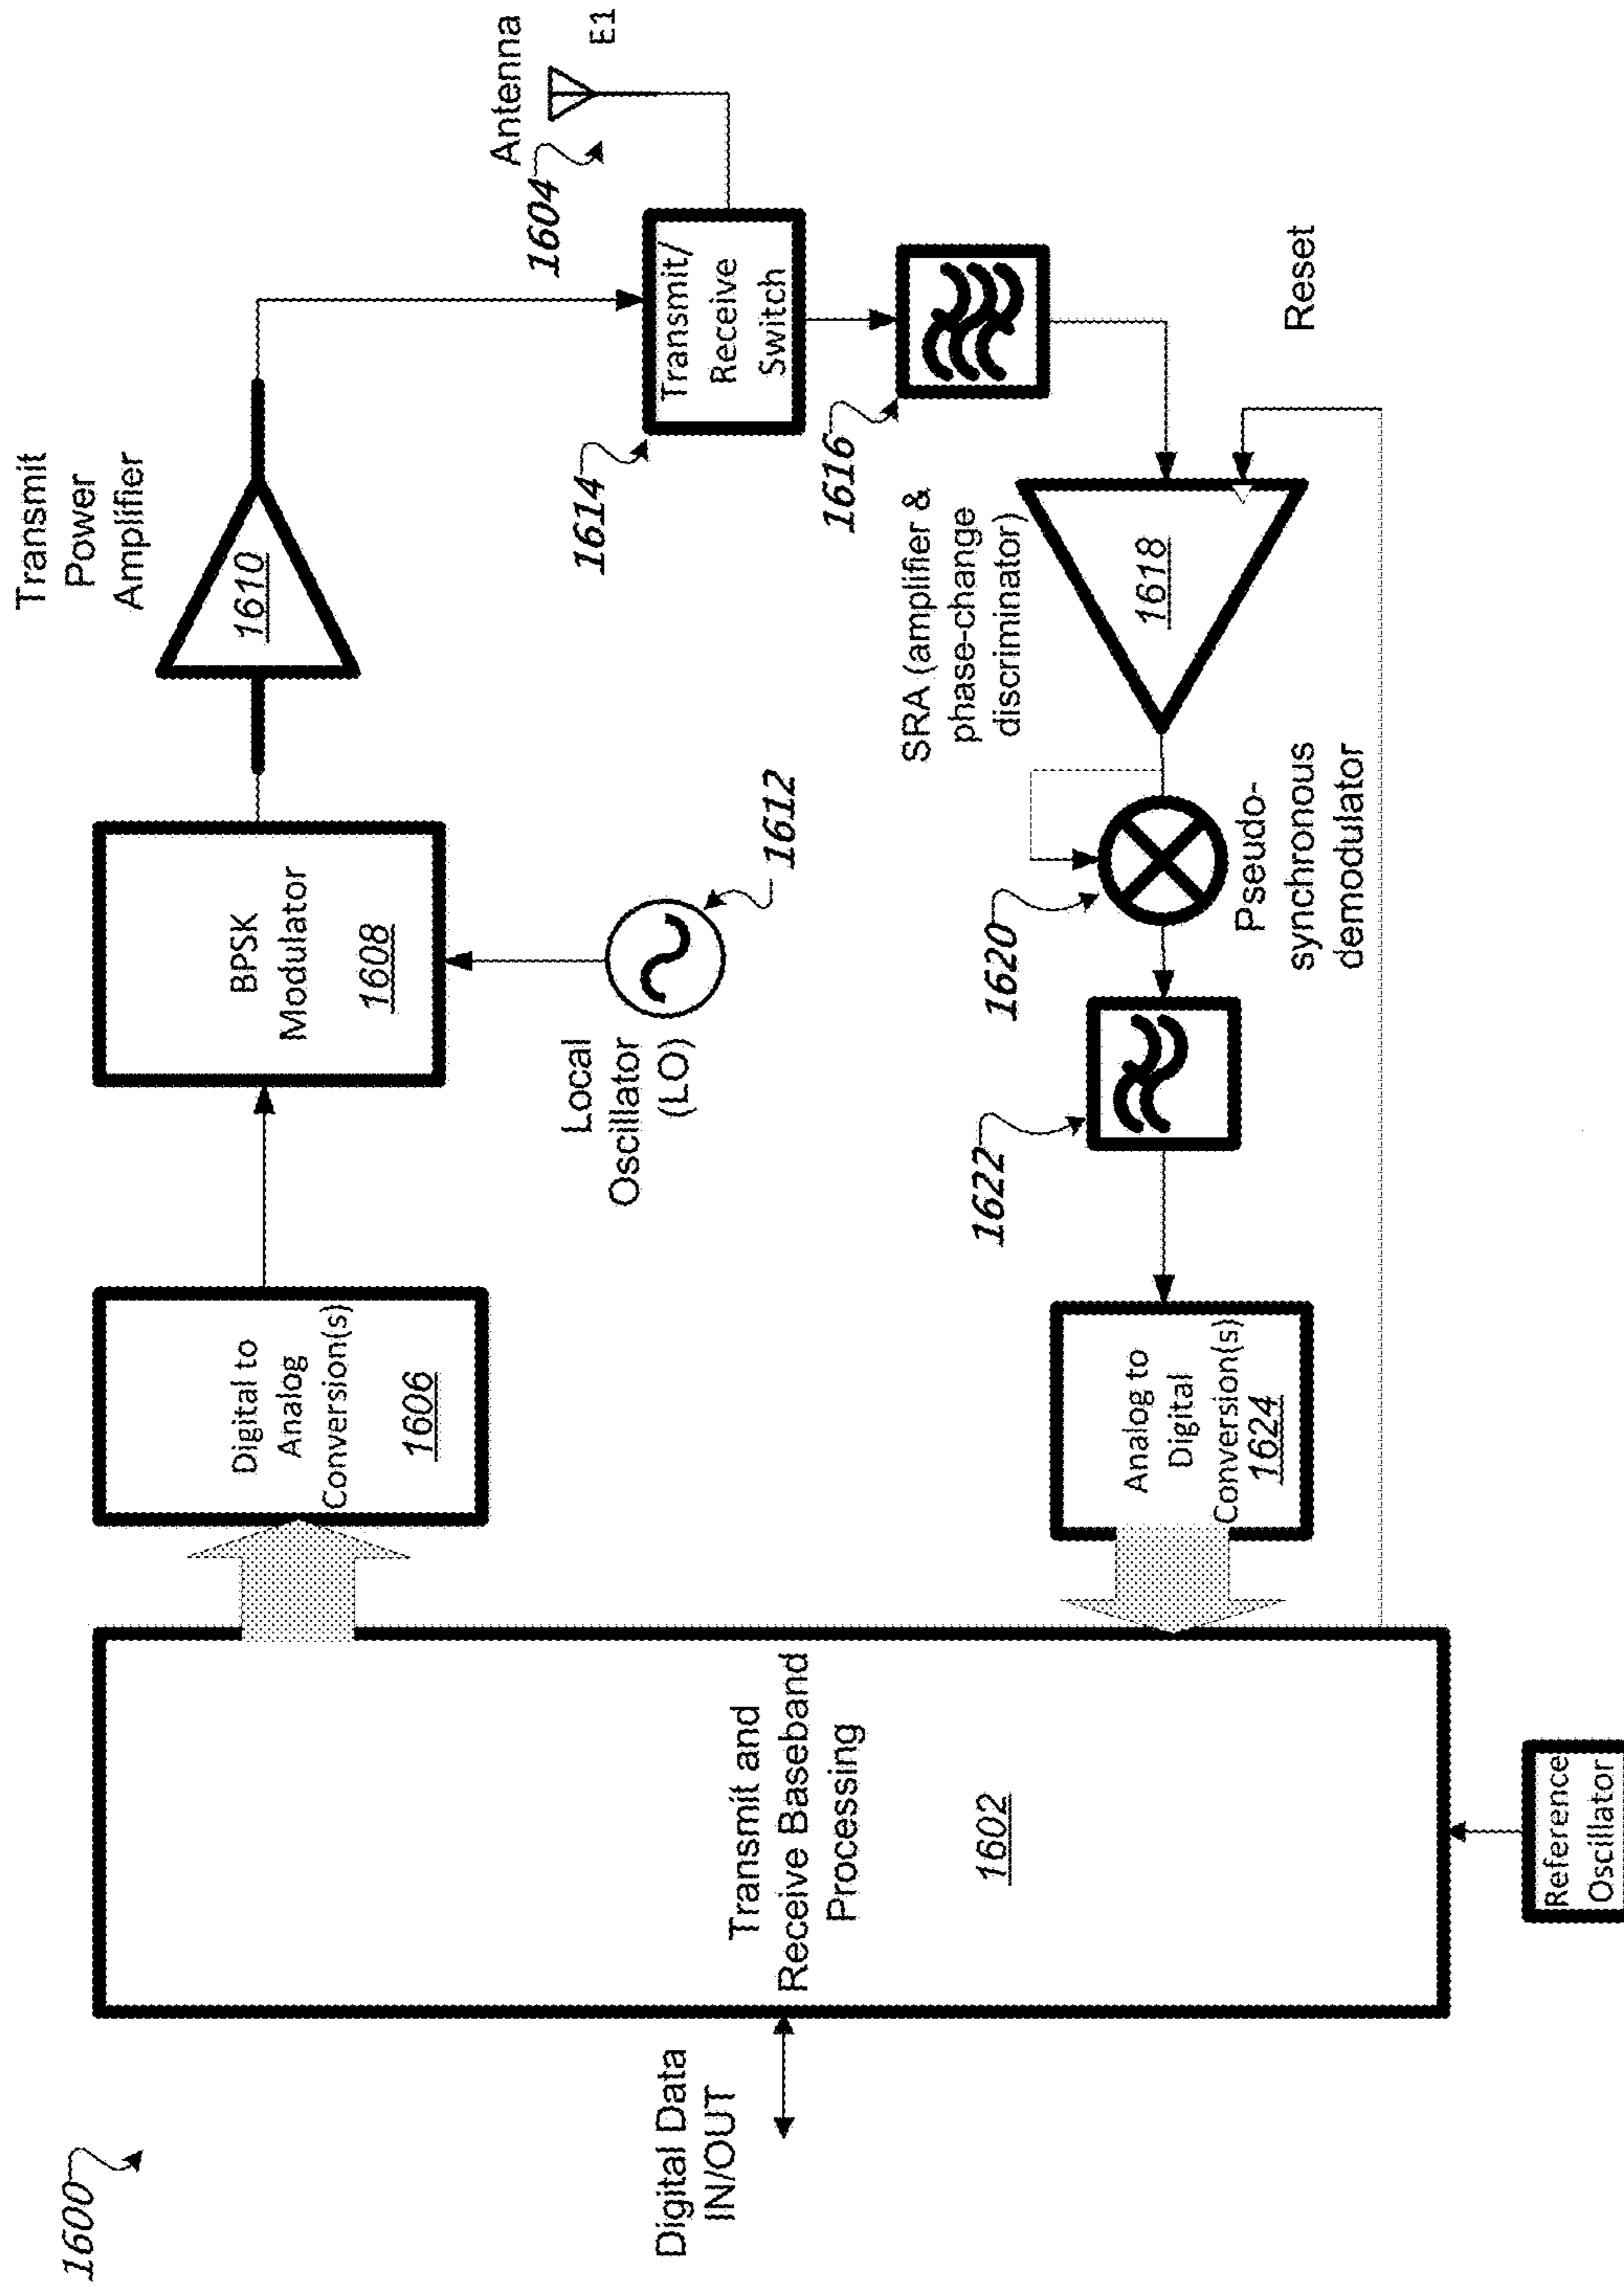 1600
Digital Data
IN/OUT
Transmit and
Receive Baseband
Processing
1602
Reference
Oscillator
Digital to
Analog
Conversion(s)
1606
BPSK
Modulator
1608
Local
Oscillator
(LO)
1612
Transmit
Power
Amplifier
1610
Antenna
E1
1604
Transmit/
Receive
Switch
1614
1616
SRA (amplifier &
phase-change
discriminator)
1618
Reset
1620
Pseudo-
synchronous
demodulator
1622
Analog to
Digital
Conversion(s)
1624